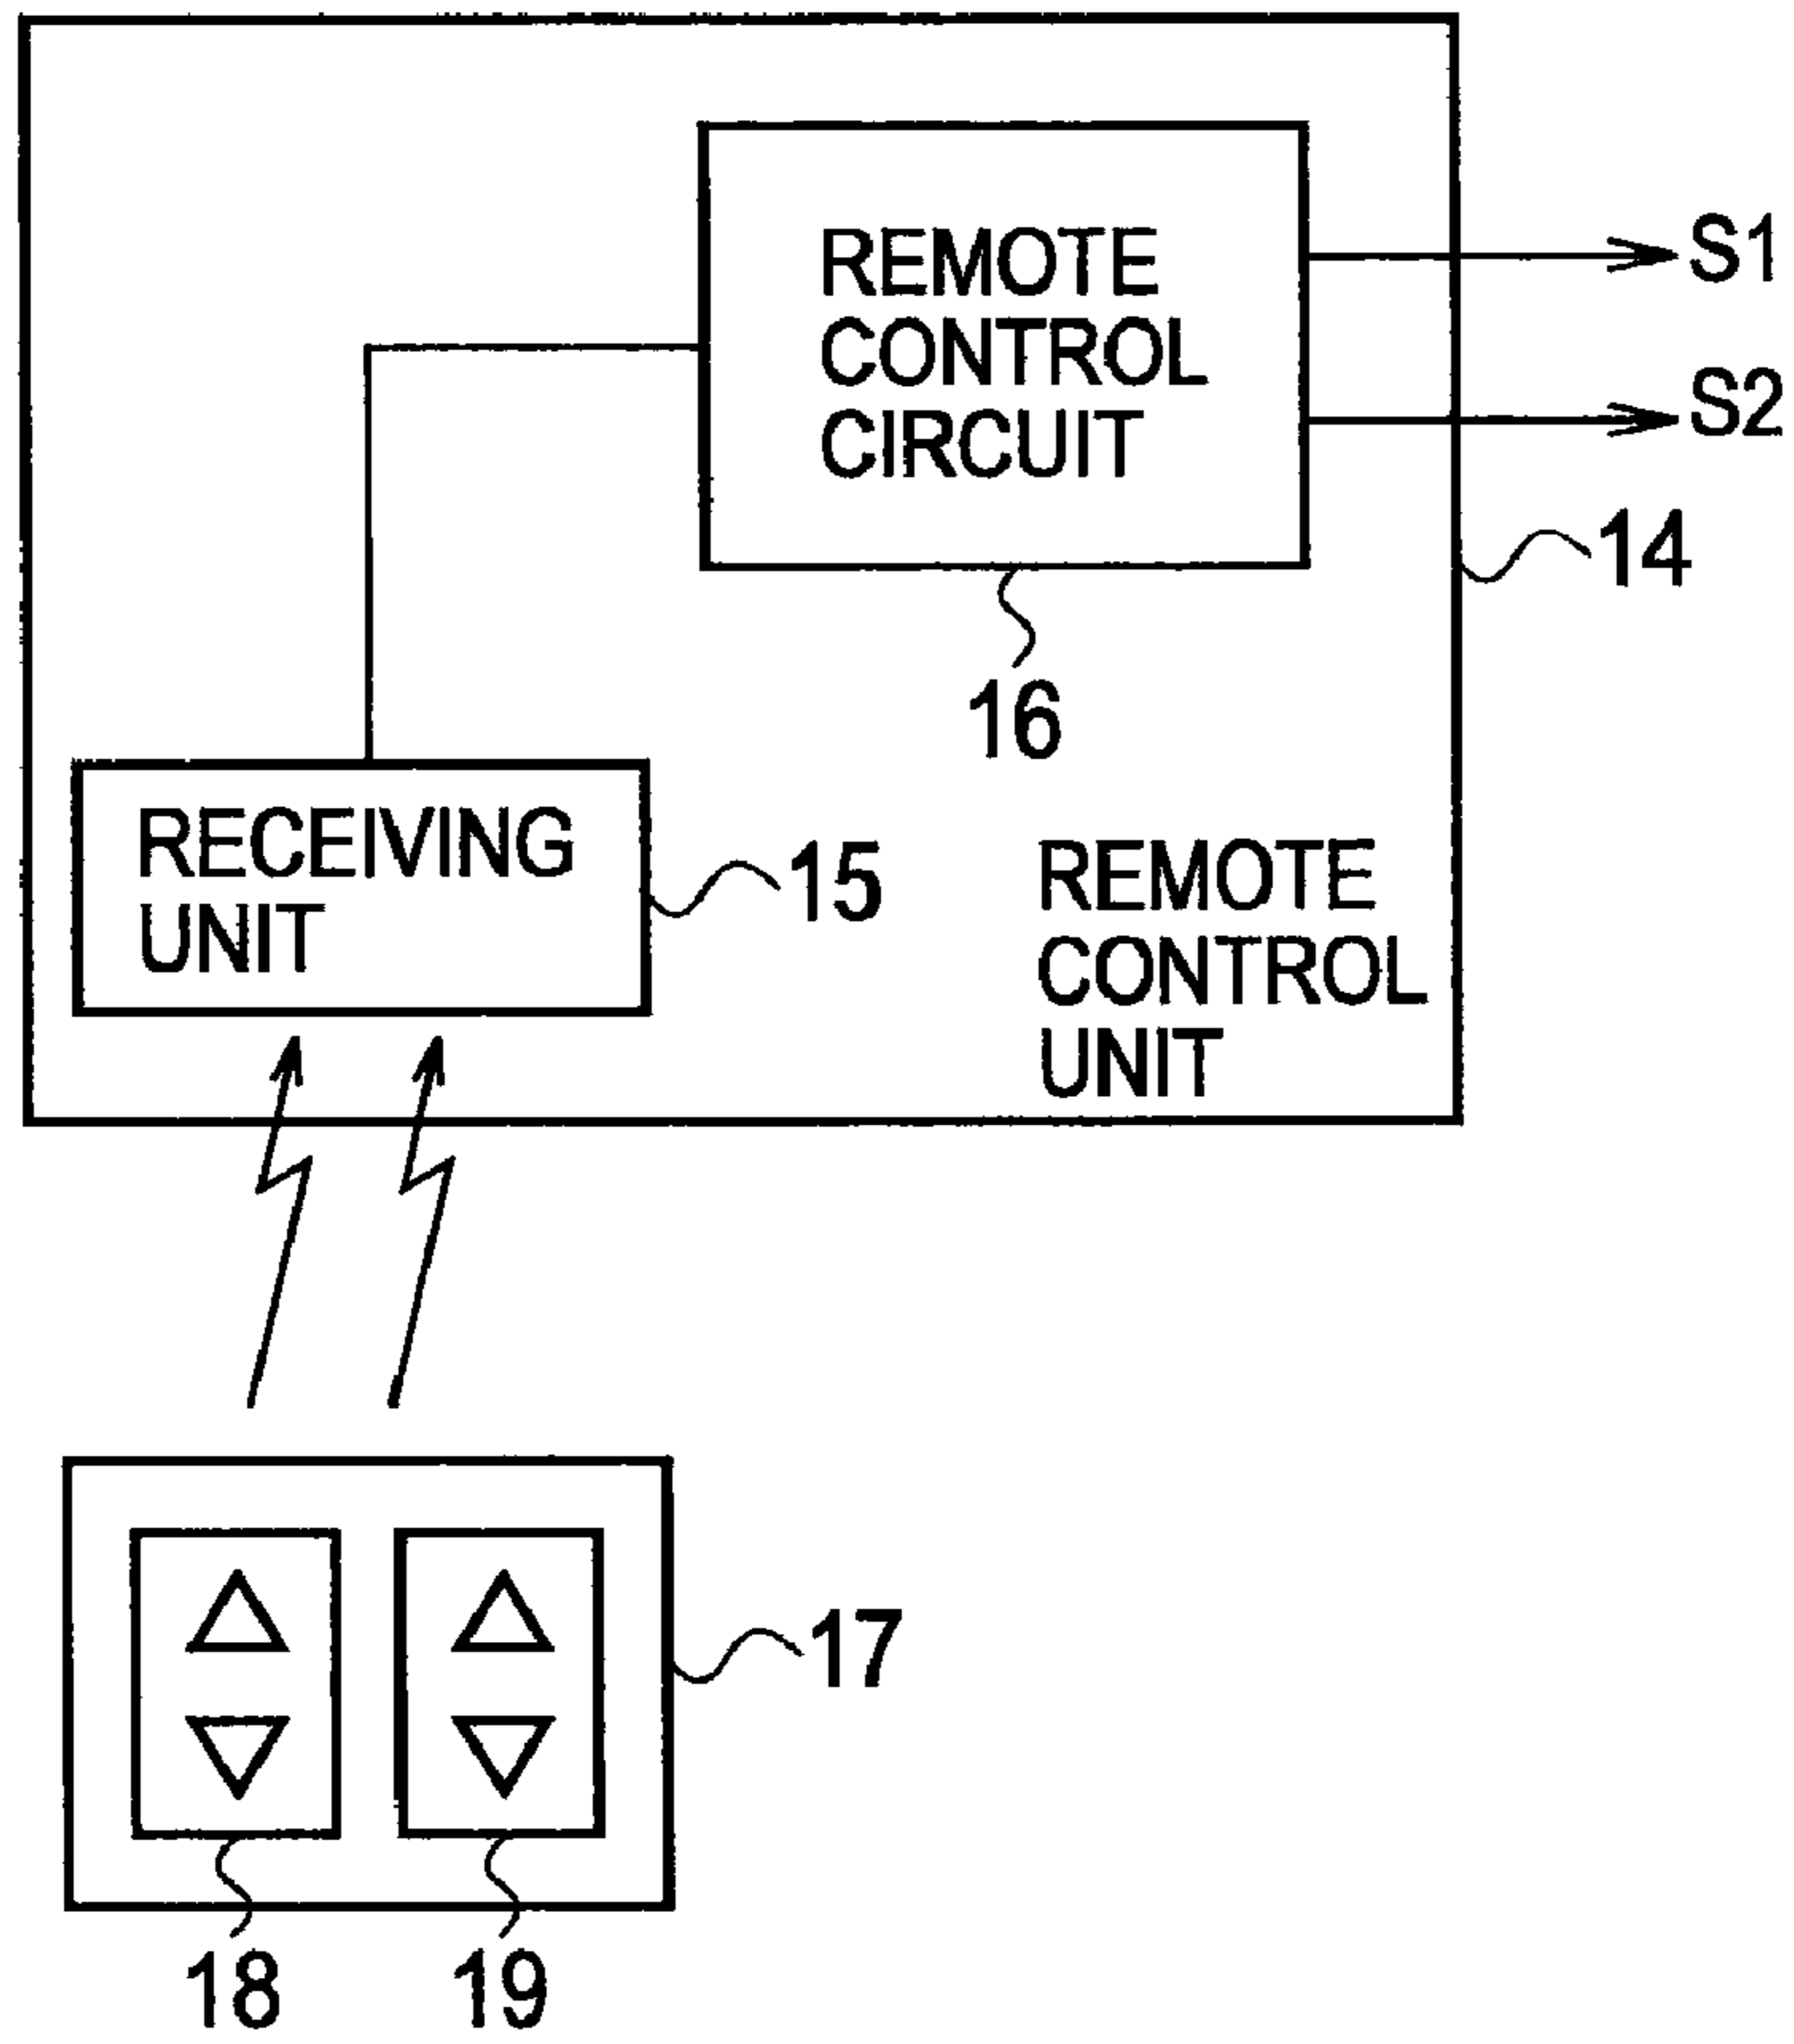 REMOTE
CONTROL
CIRCUIT
S1
S2
14
16
RECEIVING
UNIT
15
REMOTE
CONTROL
UNIT
17
18
19